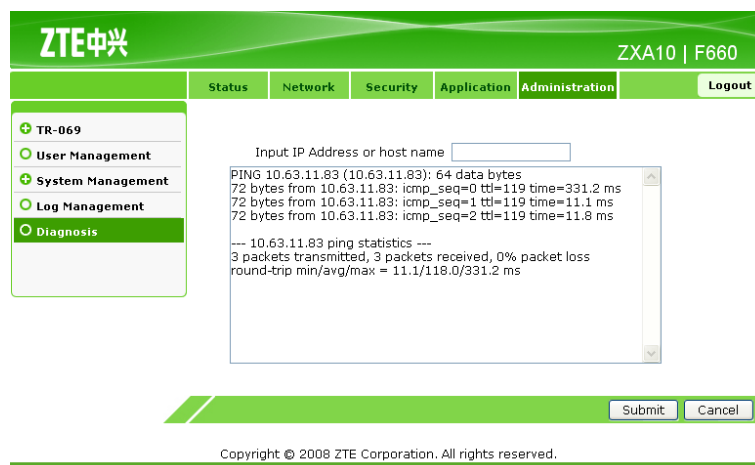 ZTE中兴
ZXA10 | F660
Status Network Security Application Administration Logout
TR-069
User Management
System Management
Log Management
Diagnosis
Input IP Address or host name
PING 10.63.11.83 (10.63.11.83): 64 data bytes
72 bytes from 10.63.11.83: icmp_seq=0 ttl=119 time=331.2 ms
72 bytes from 10.63.11.83: icmp_seq=1 ttl=119 time=11.1 ms
72 bytes from 10.63.11.83: icmp_seq=2 ttl=119 time=11.8 ms
--- 10.63.11.83 ping statistics ---
3 packets transmitted, 3 packets received, 0% packet loss
round-trip min/avg/max = 11.1/118.0/331.2 ms
Submit Cancel
Copyright © 2008 ZTE Corporation. All rights reserved.